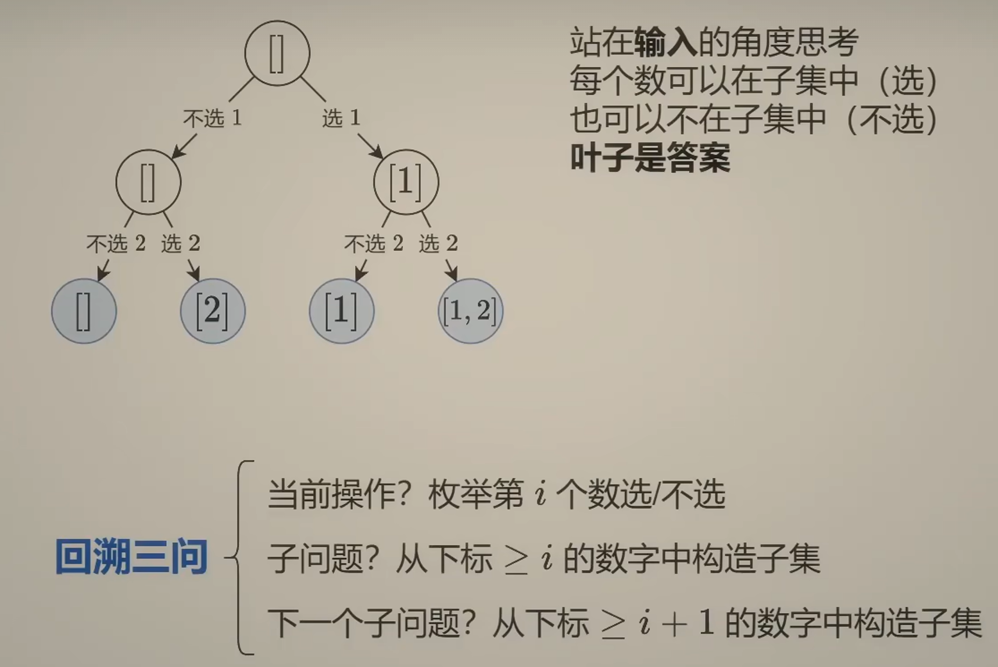 []
不选 1
选 1
[]
[1]
不选 2
选 2
不选 2
选 2
[]
[2]
[1]
[1, 2]
站在输入的角度思考
每个数可以在子集中（选）
也可以不在子集中（不选）
叶子是答案
回溯三问
当前操作？枚举第 i 个数选/不选
子问题？从下标 ≥ i 的数字中构造子集
下一个子问题？从下标 ≥ i + 1 的数字中构造子集